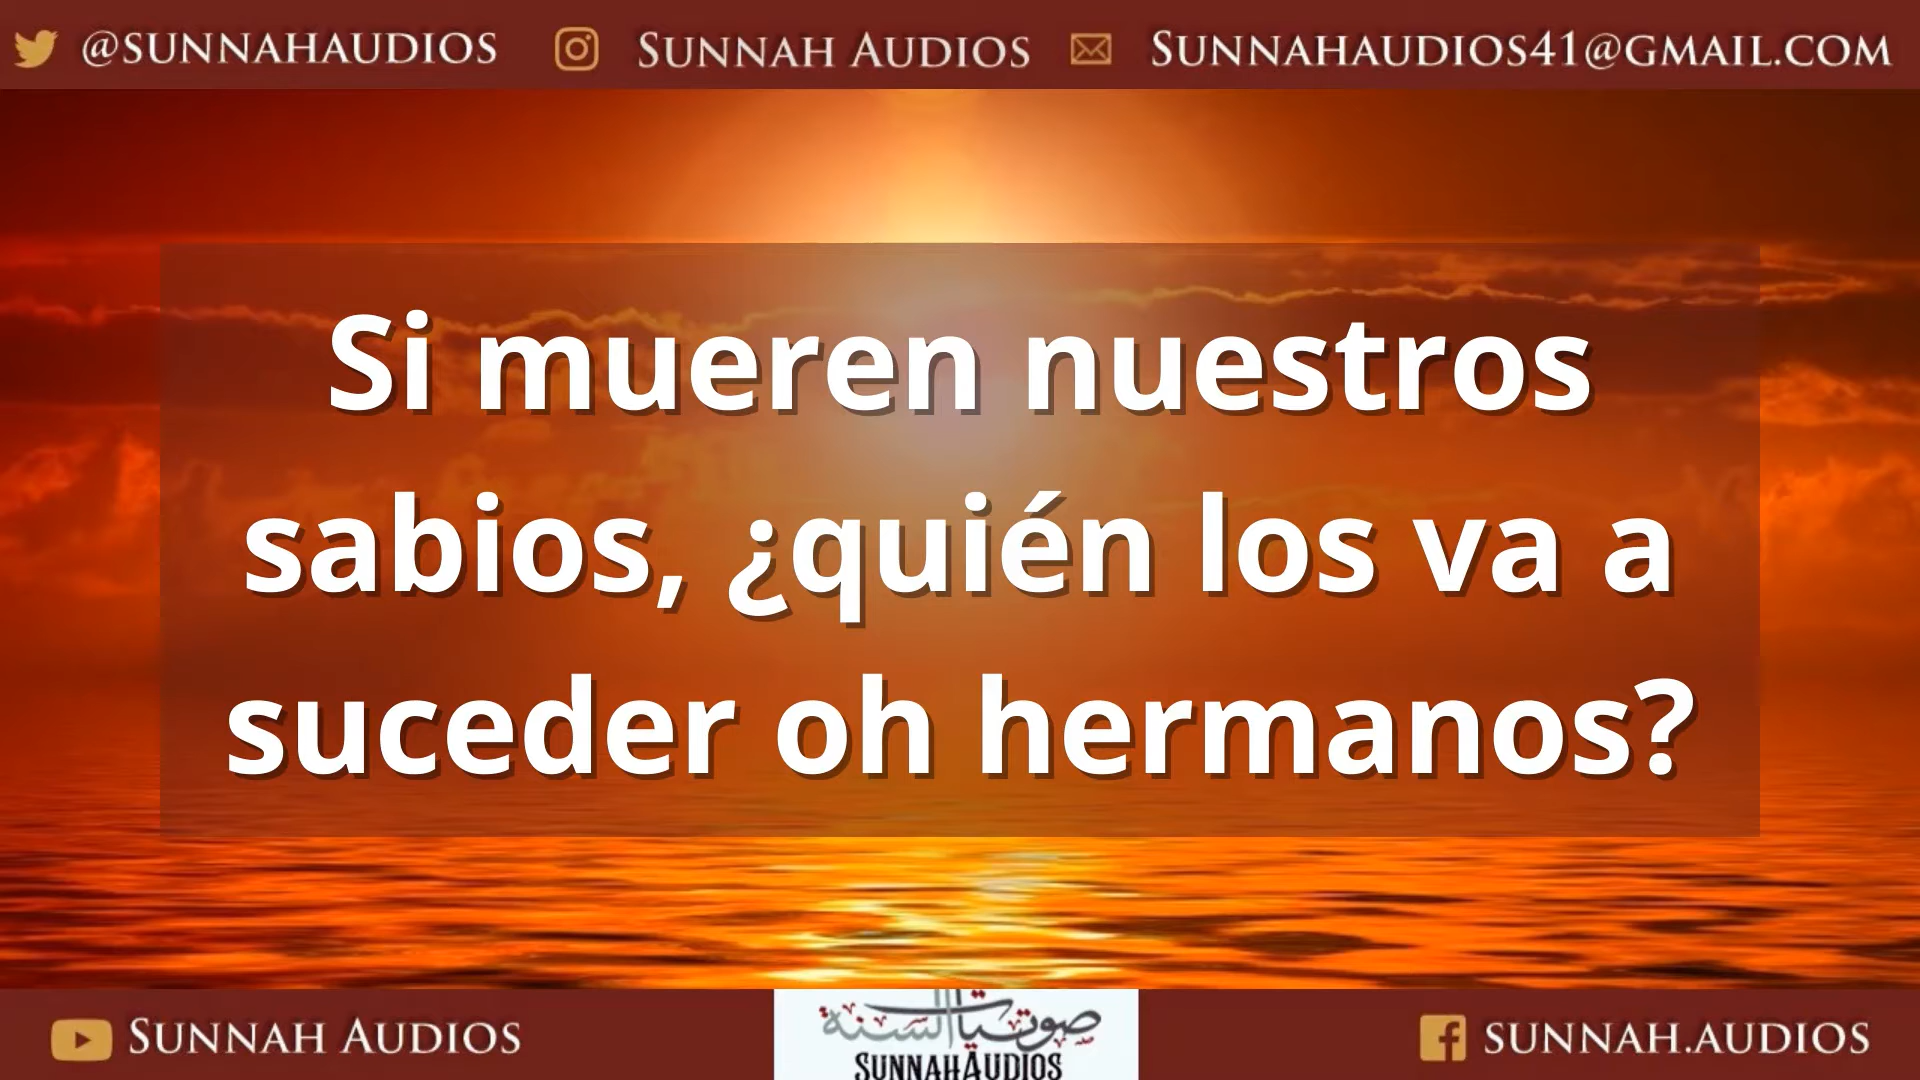 @SUNNAHAUDIOS SUNNAH AUDIOS SUNNAHAUDIOS41@GMAIL.COM
Si mueren nuestros
sabios, ¿quién los va a
suceder oh hermanos?
SUNNAH AUDIOS
صوتيات السنة
SUNNAHAUDIOS
SUNNAH.AUDIOS